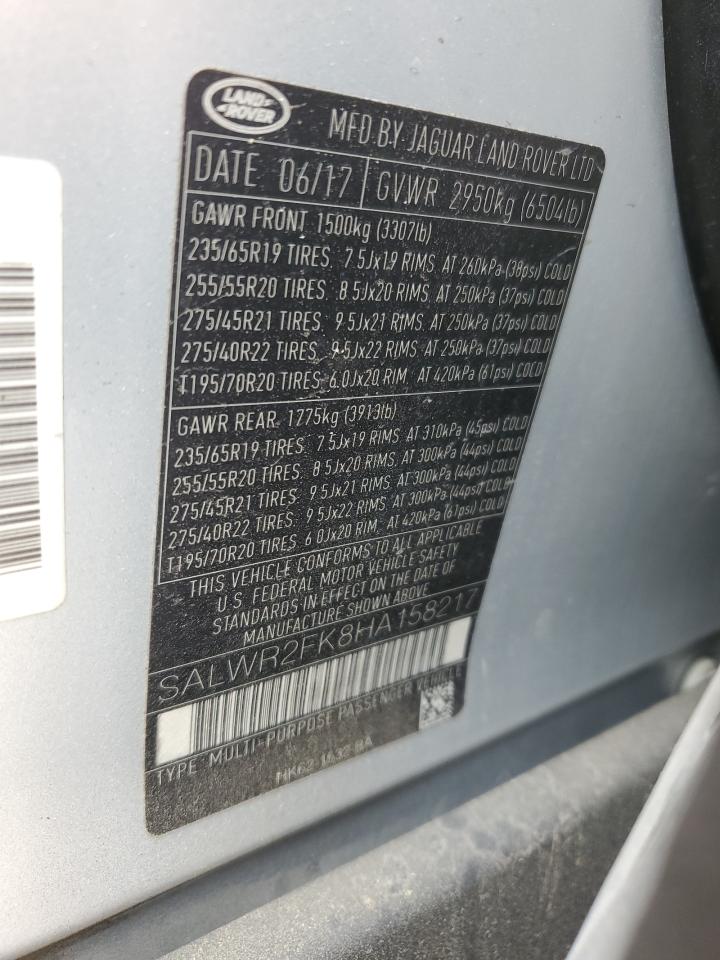 LAND ROVER
MFD BY JAGUAR LAND ROVER LTD
DATE 06/17 GVWR 2950kg (6504lb)
GAWR FRONT 1500kg (3307lb)
235/65R19 TIRES 7.5Jx19 RIMS AT 260kPa (38psi) COLD
255/55R20 TIRES 8.5Jx20 RIMS AT 250kPa (37psi) COLD
275/45R21 TIRES 9.5Jx21 RIMS AT 250kPa (37psi) COLD
275/40R22 TIRES 9.5Jx22 RIMS AT 250kPa (37psi) COLD
T195/70R20 TIRES 6.0Jx20 RIM AT 420kPa (61psi) COLD
GAWR REAR 1775kg (3913lb)
235/65R19 TIRES 7.5Jx19 RIMS AT 310kPa (45psi) COLD
255/55R20 TIRES 8.5Jx20 RIMS AT 300kPa (44psi) COLD
275/45R21 TIRES 9.5Jx21 RIMS AT 300kPa (44psi) COLD
275/40R22 TIRES 9.5Jx22 RIMS AT 300kPa (44psi) COLD
T195/70R20 TIRES 6.0Jx20 RIM AT 420kPa (61psi) COLD
THIS VEHICLE CONFORMS TO ALL APPLICABLE
U.S FEDERAL MOTOR VEHICLE SAFETY
STANDARDS IN EFFECT ON THE DATE OF
MANUFACTURE SHOWN ABOVE
SALWR2FK8HA158217
TYPE MULTI-PURPOSE PASSENGER VEHICLE